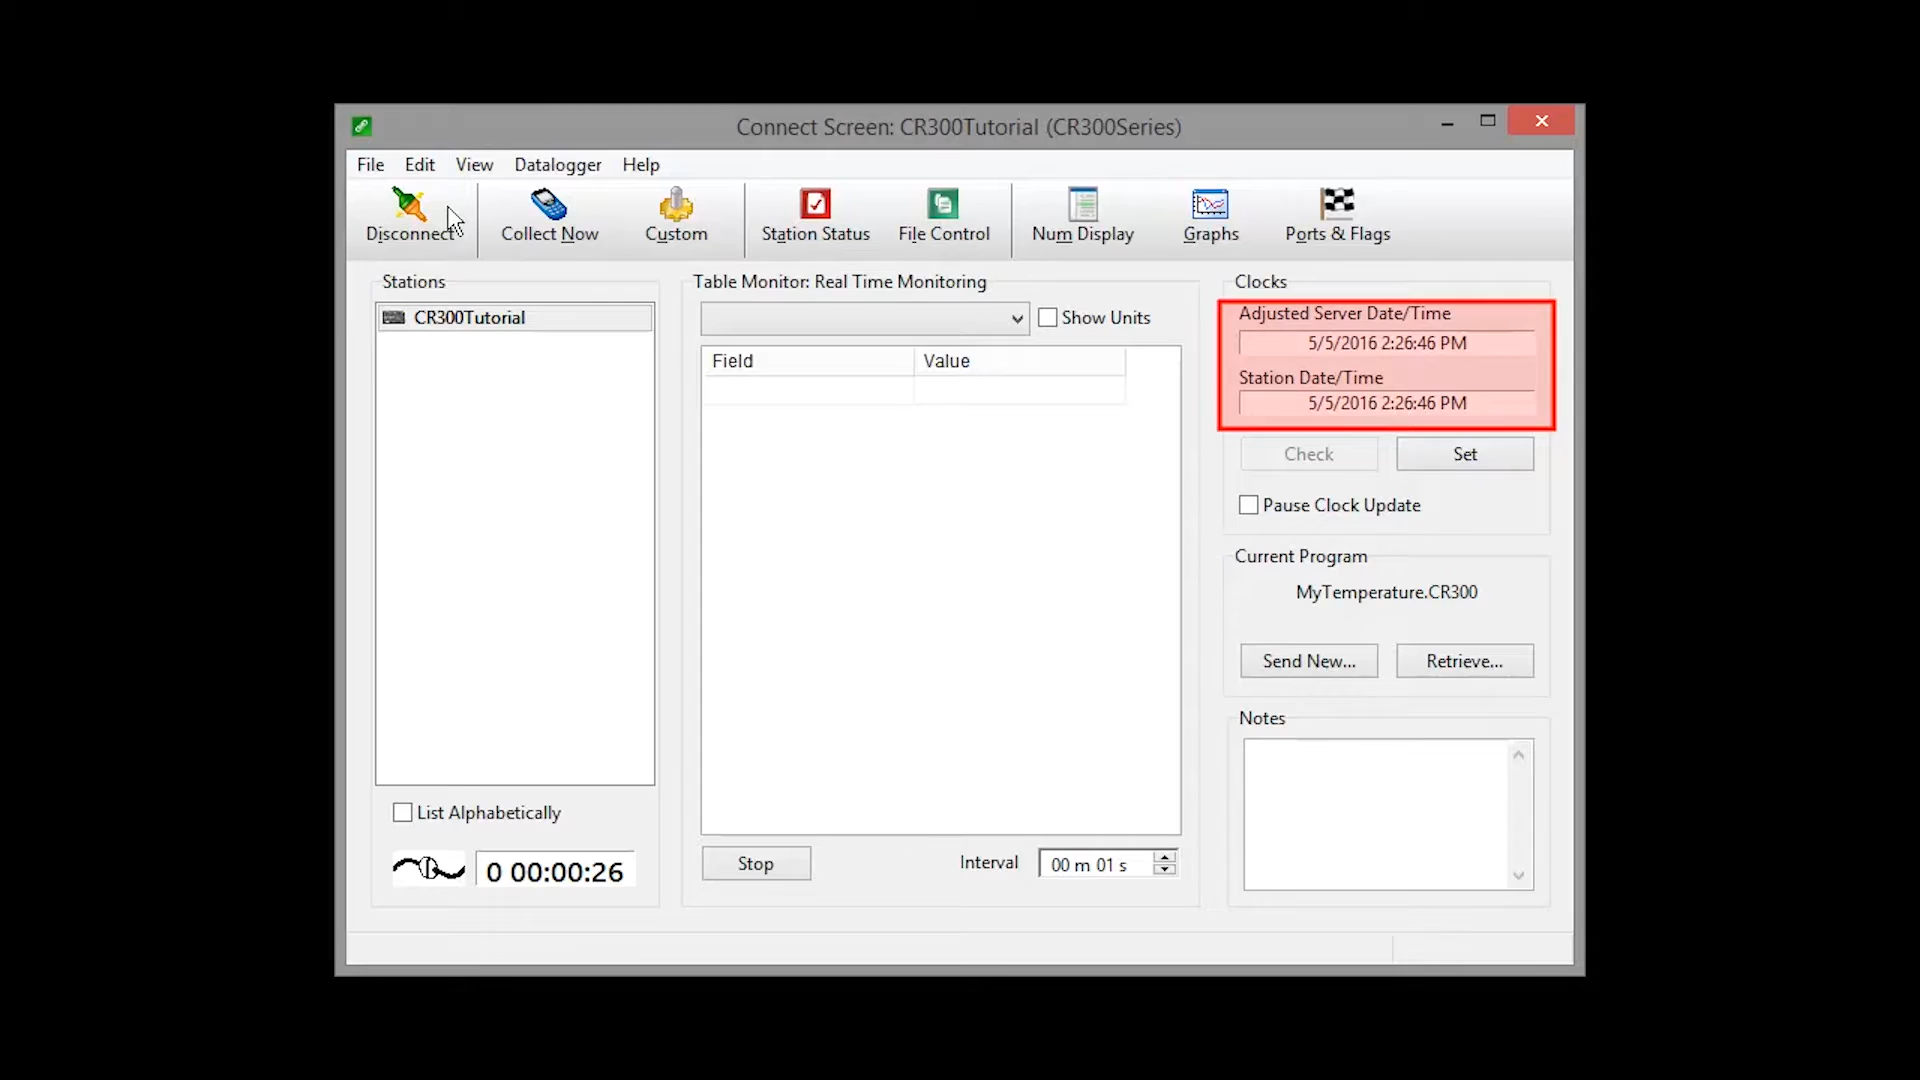 Connect Screen: CR300Tutorial (CR300Series)
File Edit View Datalogger Help
Disconnect Collect Now Custom Station Status File Control Num Display Graphs Ports & Flags
Stations
CR300Tutorial
List Alphabetically
0 00:00:26
Table Monitor: Real Time Monitoring
Show Units
Field Value
Stop Interval 00 m 01 s
Clocks
Adjusted Server Date/Time
5/5/2016 2:26:46 PM
Station Date/Time
5/5/2016 2:26:46 PM
Check Set
Pause Clock Update
Current Program
MyTemperature.CR300
Send New... Retrieve...
Notes